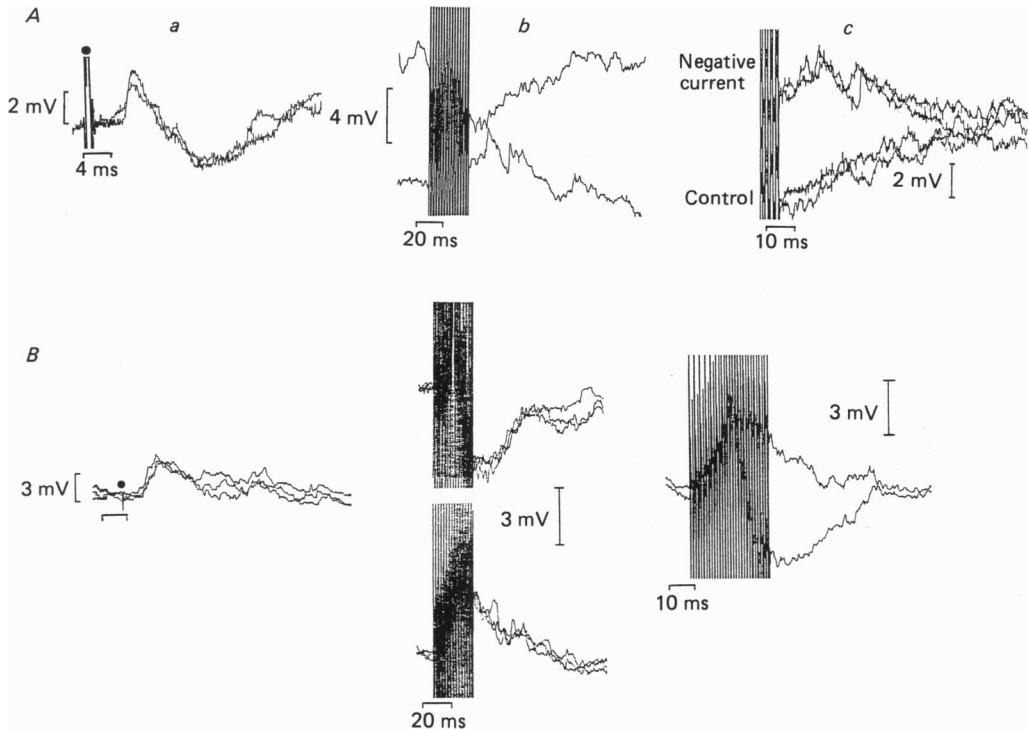 A
a
b
c
2 mV
4 ms
4 mV
20 ms
Negative
current
Control
2 mV
10 ms
B
3 mV
3 mV
20 ms
3 mV
10 ms